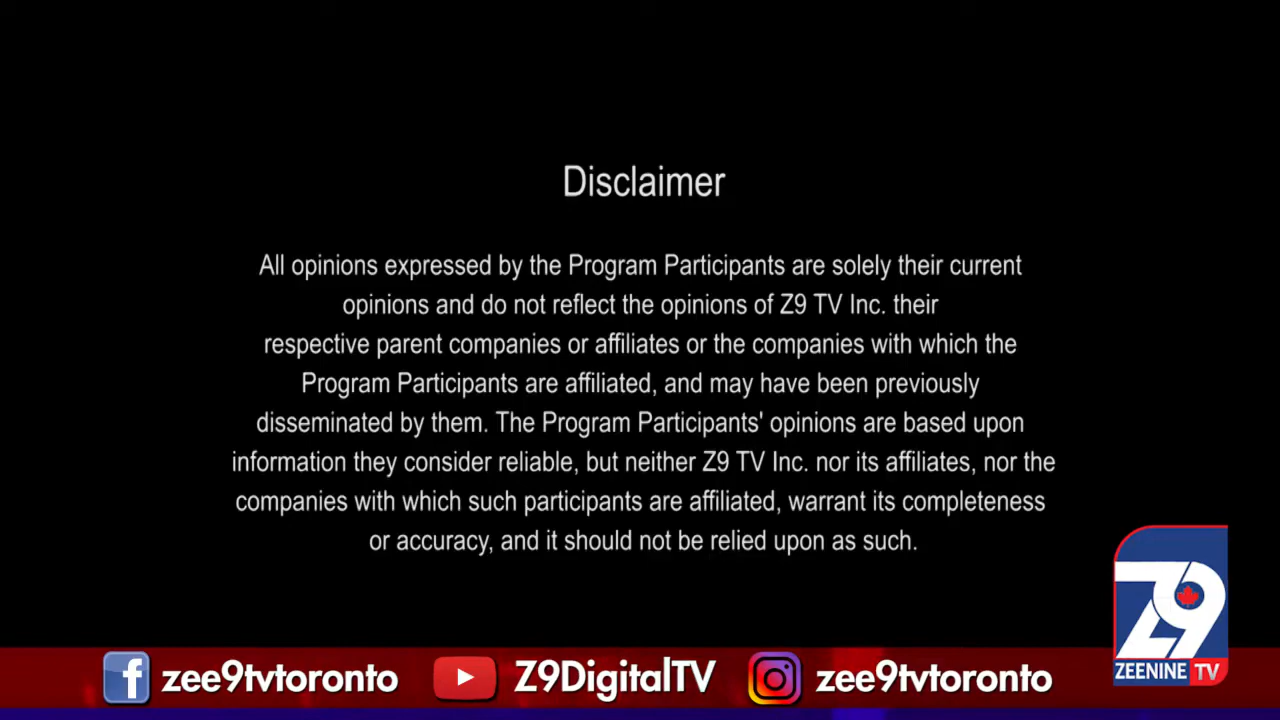 Disclaimer
All opinions expressed by the Program Participants are solely their current
opinions and do not reflect the opinions of Z9 TV Inc. their
respective parent companies or affiliates or the companies with which the
Program Participants are affiliated, and may have been previously
disseminated by them. The Program Participants' opinions are based upon
information they consider reliable, but neither Z9 TV Inc. nor its affiliates, nor the
companies with which such participants are affiliated, warrant its completeness
or accuracy, and it should not be relied upon as such.
Z9
ZEENINE TV
f zee9tvtoronto Z9DigitalTV zee9tvtoronto